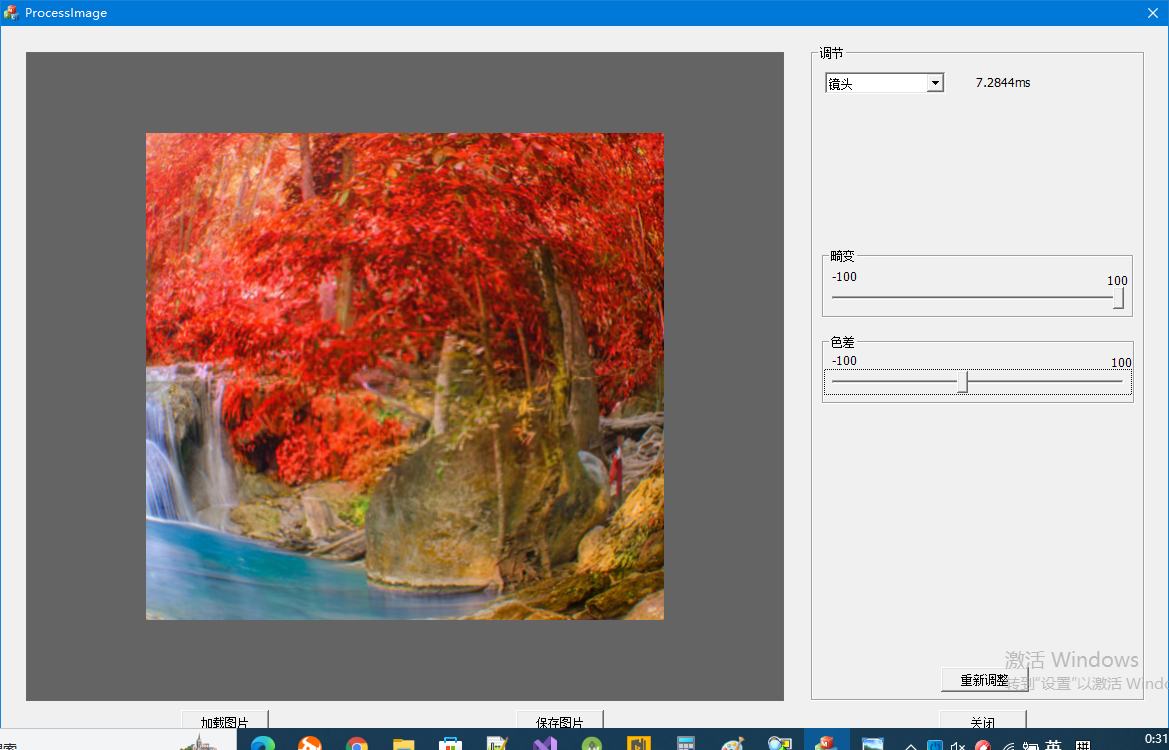 ProcessImage
调节
镜头
7.2844ms
畸变
-100
100
色差
-100
100
激活 Windows
重新调整
转到"设置"以激活 Windo
加载图片
保存图片
关闭
搜索
英
0:31